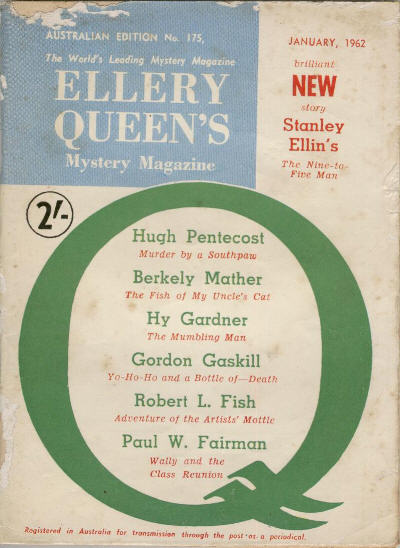 AUSTRALIAN EDITION No. 175,
The World's Leading Mystery Magazine
ELLERY
QUEEN'S
Mystery Magazine
JANUARY, 1962
brilliant
NEW
story
Stanley
Ellin's
The Nine-to-
Five Man
2/-
Hugh Pentecost
Murder by a Southpaw
Berkely Mather
The Fish of My Uncle's Cat
Hy Gardner
The Mumbling Man
Gordon Gaskill
Yo-Ho-Ho and a Bottle of—Death
Robert L. Fish
Adventure of the Artists' Mottle
Paul W. Fairman
Wally and the
Class Reunion
Registered in Australia for transmission through the post as a periodical.